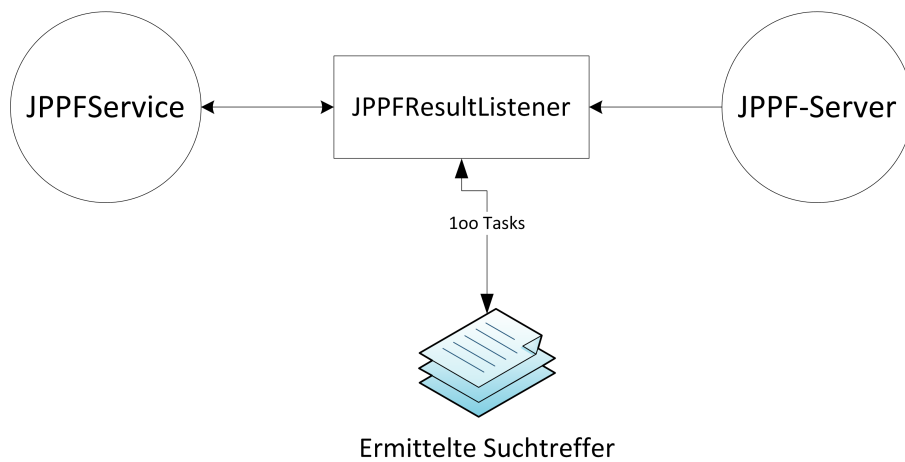 JPPFService
JPPFResultListener
JPPF-Server
1oo Tasks
Ermittelte Suchtreffer